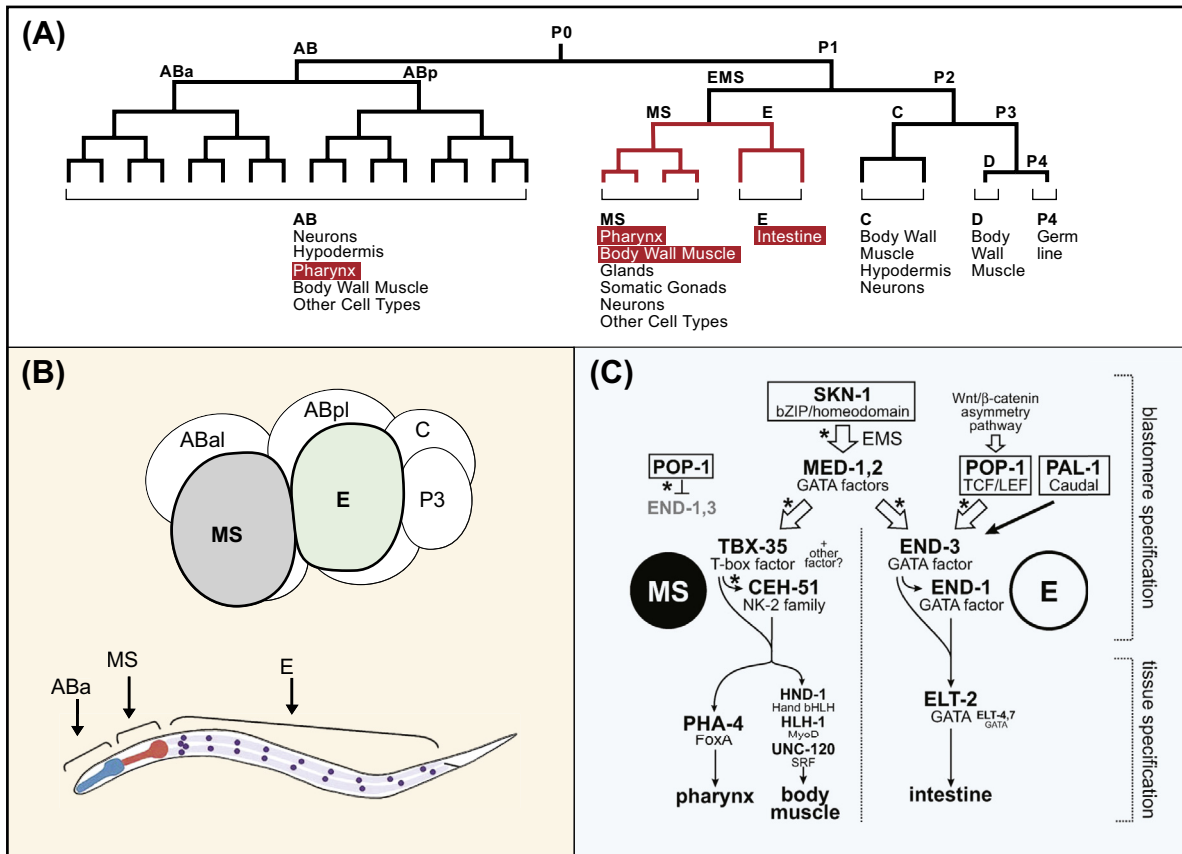 (A)
P0
AB
P1
ABa
ABp
EMS
P2
MS
E
C
P3
D
P4
AB
Neurons
Hypodermis
Pharynx
Body Wall Muscle
Other Cell Types
MS
Pharynx
Body Wall Muscle
Glands
Somatic Gonads
Neurons
Other Cell Types
E
Intestine
C
Body Wall
Muscle
Hypodermis
Neurons
D
Body
Wall
Muscle
P4
Germ
line
(B)
ABal
ABpl
C
E
P3
MS
ABa
MS
E
(C)
SKN-1
bZIP/homeodomain
* EMS
Wnt/β-catenin
asymmetry
pathway
POP-1
*
END-1,3
MED-1,2
GATA factors
POP-1
TCF/LEF
PAL-1
Caudal
*
*
*
TBX-35
T-box factor
+
other
factor?
END-3
GATA factor
MS
*
CEH-51
NK-2 family
END-1
GATA factor
E
blastomere specification
HND-1
Hand bHLH
HLH-1
MyoD
UNC-120
SRF
PHA-4
FoxA
ELT-2
GATA
ELT-4,7
GATA
pharynx
body
muscle
intestine
tissue specification